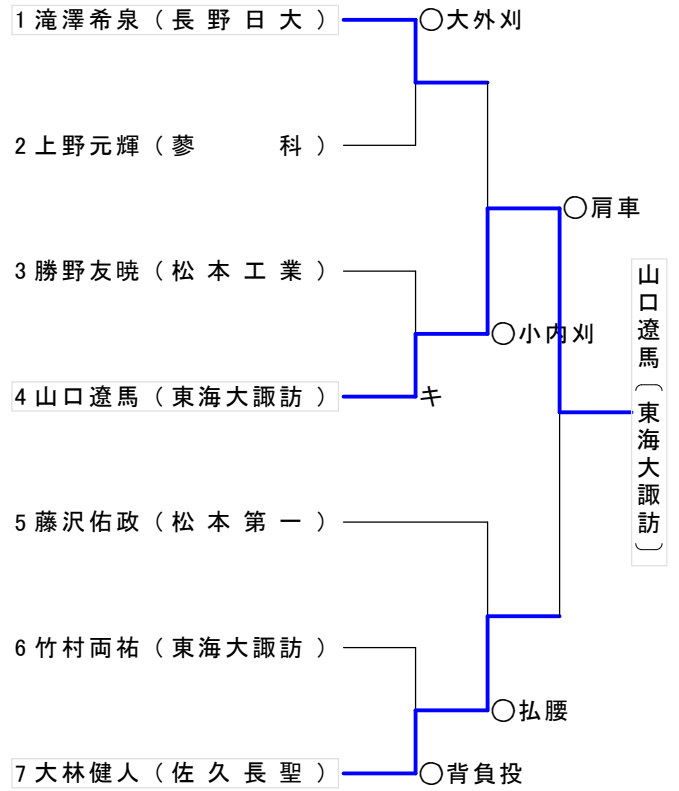 1 滝澤希泉 ( 長 野 日 大 )
○大外刈
2 上野元輝 ( 蓼 科 )
○肩車
3 勝野友暁 ( 松 本 工 業 )
○小内刈
4 山口遼馬 ( 東海大諏訪 )
キ
山口遼馬〔東海大諏訪〕
5 藤沢佑政 ( 松 本 第 一 )
6 竹村両祐 ( 東海大諏訪 )
○払腰
7 大林健人 ( 佐 久 長 聖 )
○背負投